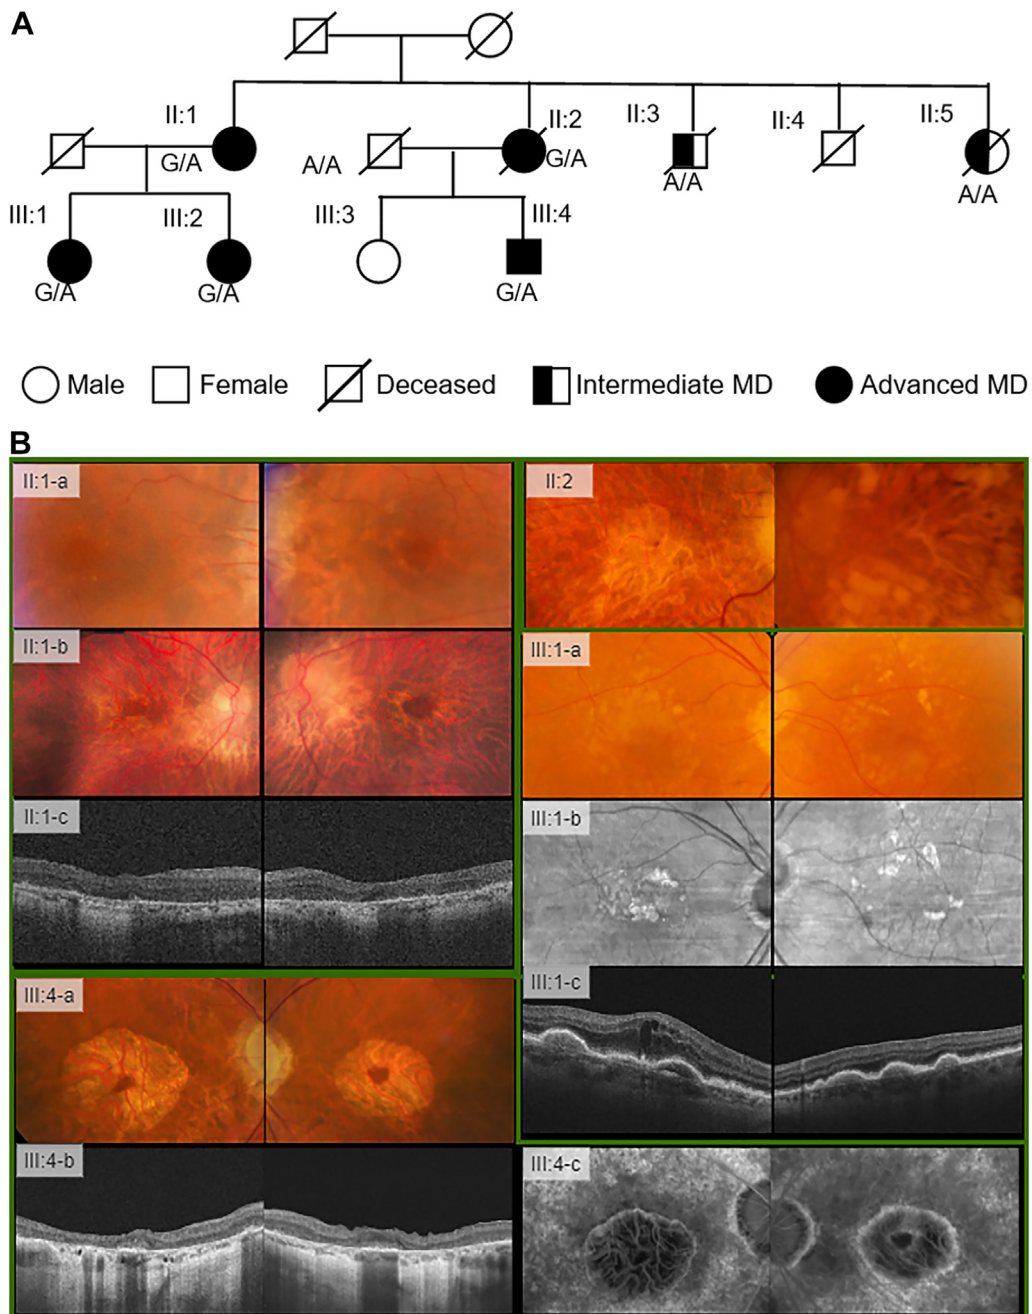 A
II:1
II:2
II:3
II:4
II:5
G/A
A/A
G/A
A/A
A/A
III:1
III:2
III:3
III:4
G/A
G/A
G/A
Male
Female
Deceased
Intermediate MD
Advanced MD
B
II:1-a
II:2
II:1-b
III:1-a
II:1-c
III:1-b
III:4-a
III:1-c
III:4-b
III:4-c